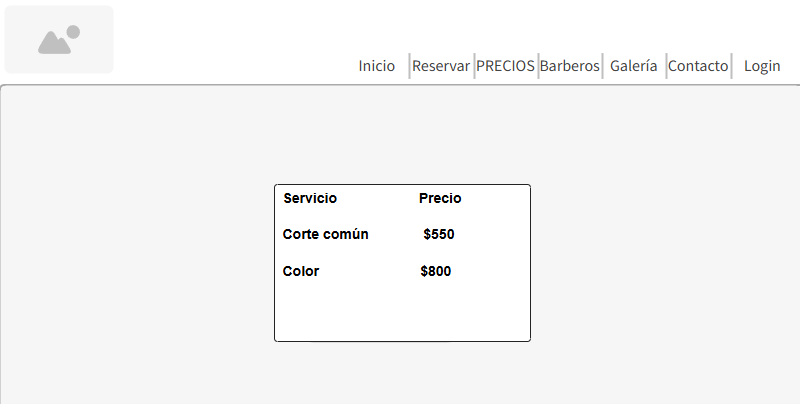 Inicio Reservar PRECIOS Barberos Galería Contacto Login
Servicio Precio
Corte común $550
Color $800